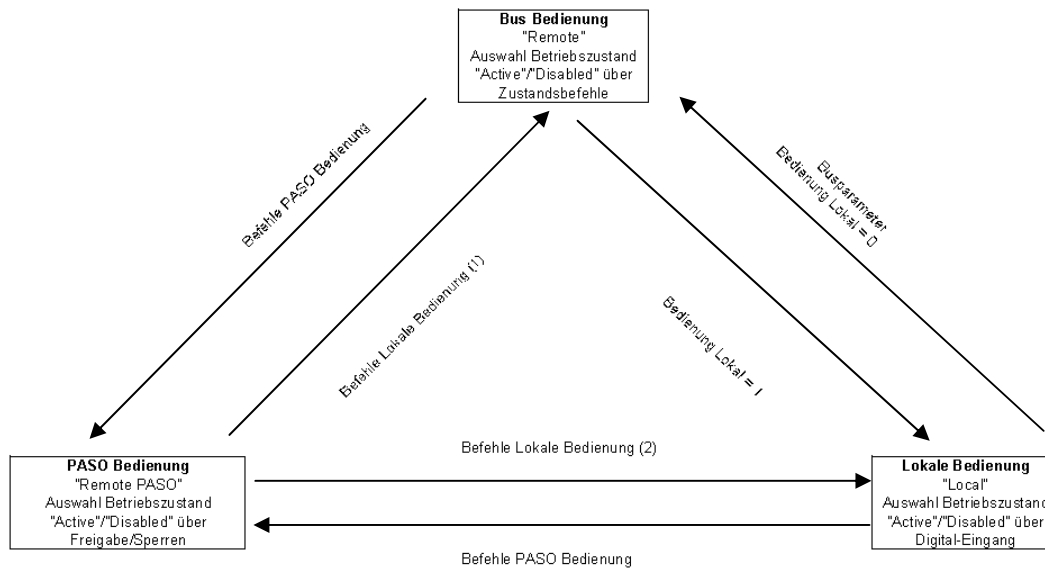 Bus Bedienung
"Remote"
Auswahl Betriebszustand
"Active"/"Disabled" über
Zustandsbefehle
Befehle PASO Bedienung
Befehle Lokale Bedienung (1)
Busparameter
Bedienung Lokal = 0
Bedienung Lokal = 1
Befehle Lokale Bedienung (2)
PASO Bedienung
"Remote PASO"
Auswahl Betriebszustand
"Active"/"Disabled" über
Freigabe/Sperren
Lokale Bedienung
"Local"
Auswahl Betriebszustand
"Active"/"Disabled" über
Digital-Eingang
Befehle PASO Bedienung